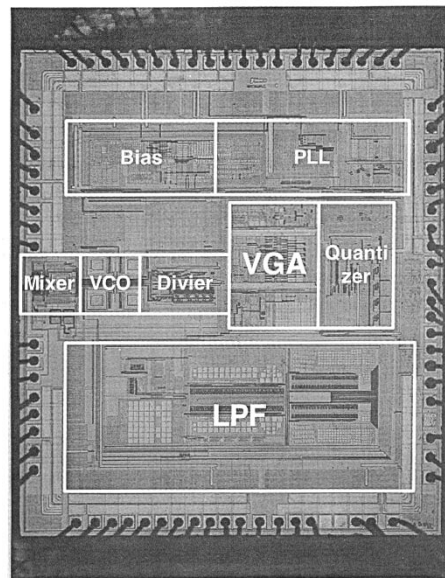 Bias
PLL
VGA
Quanti
zer
Mixer
VCO
Divier
LPF